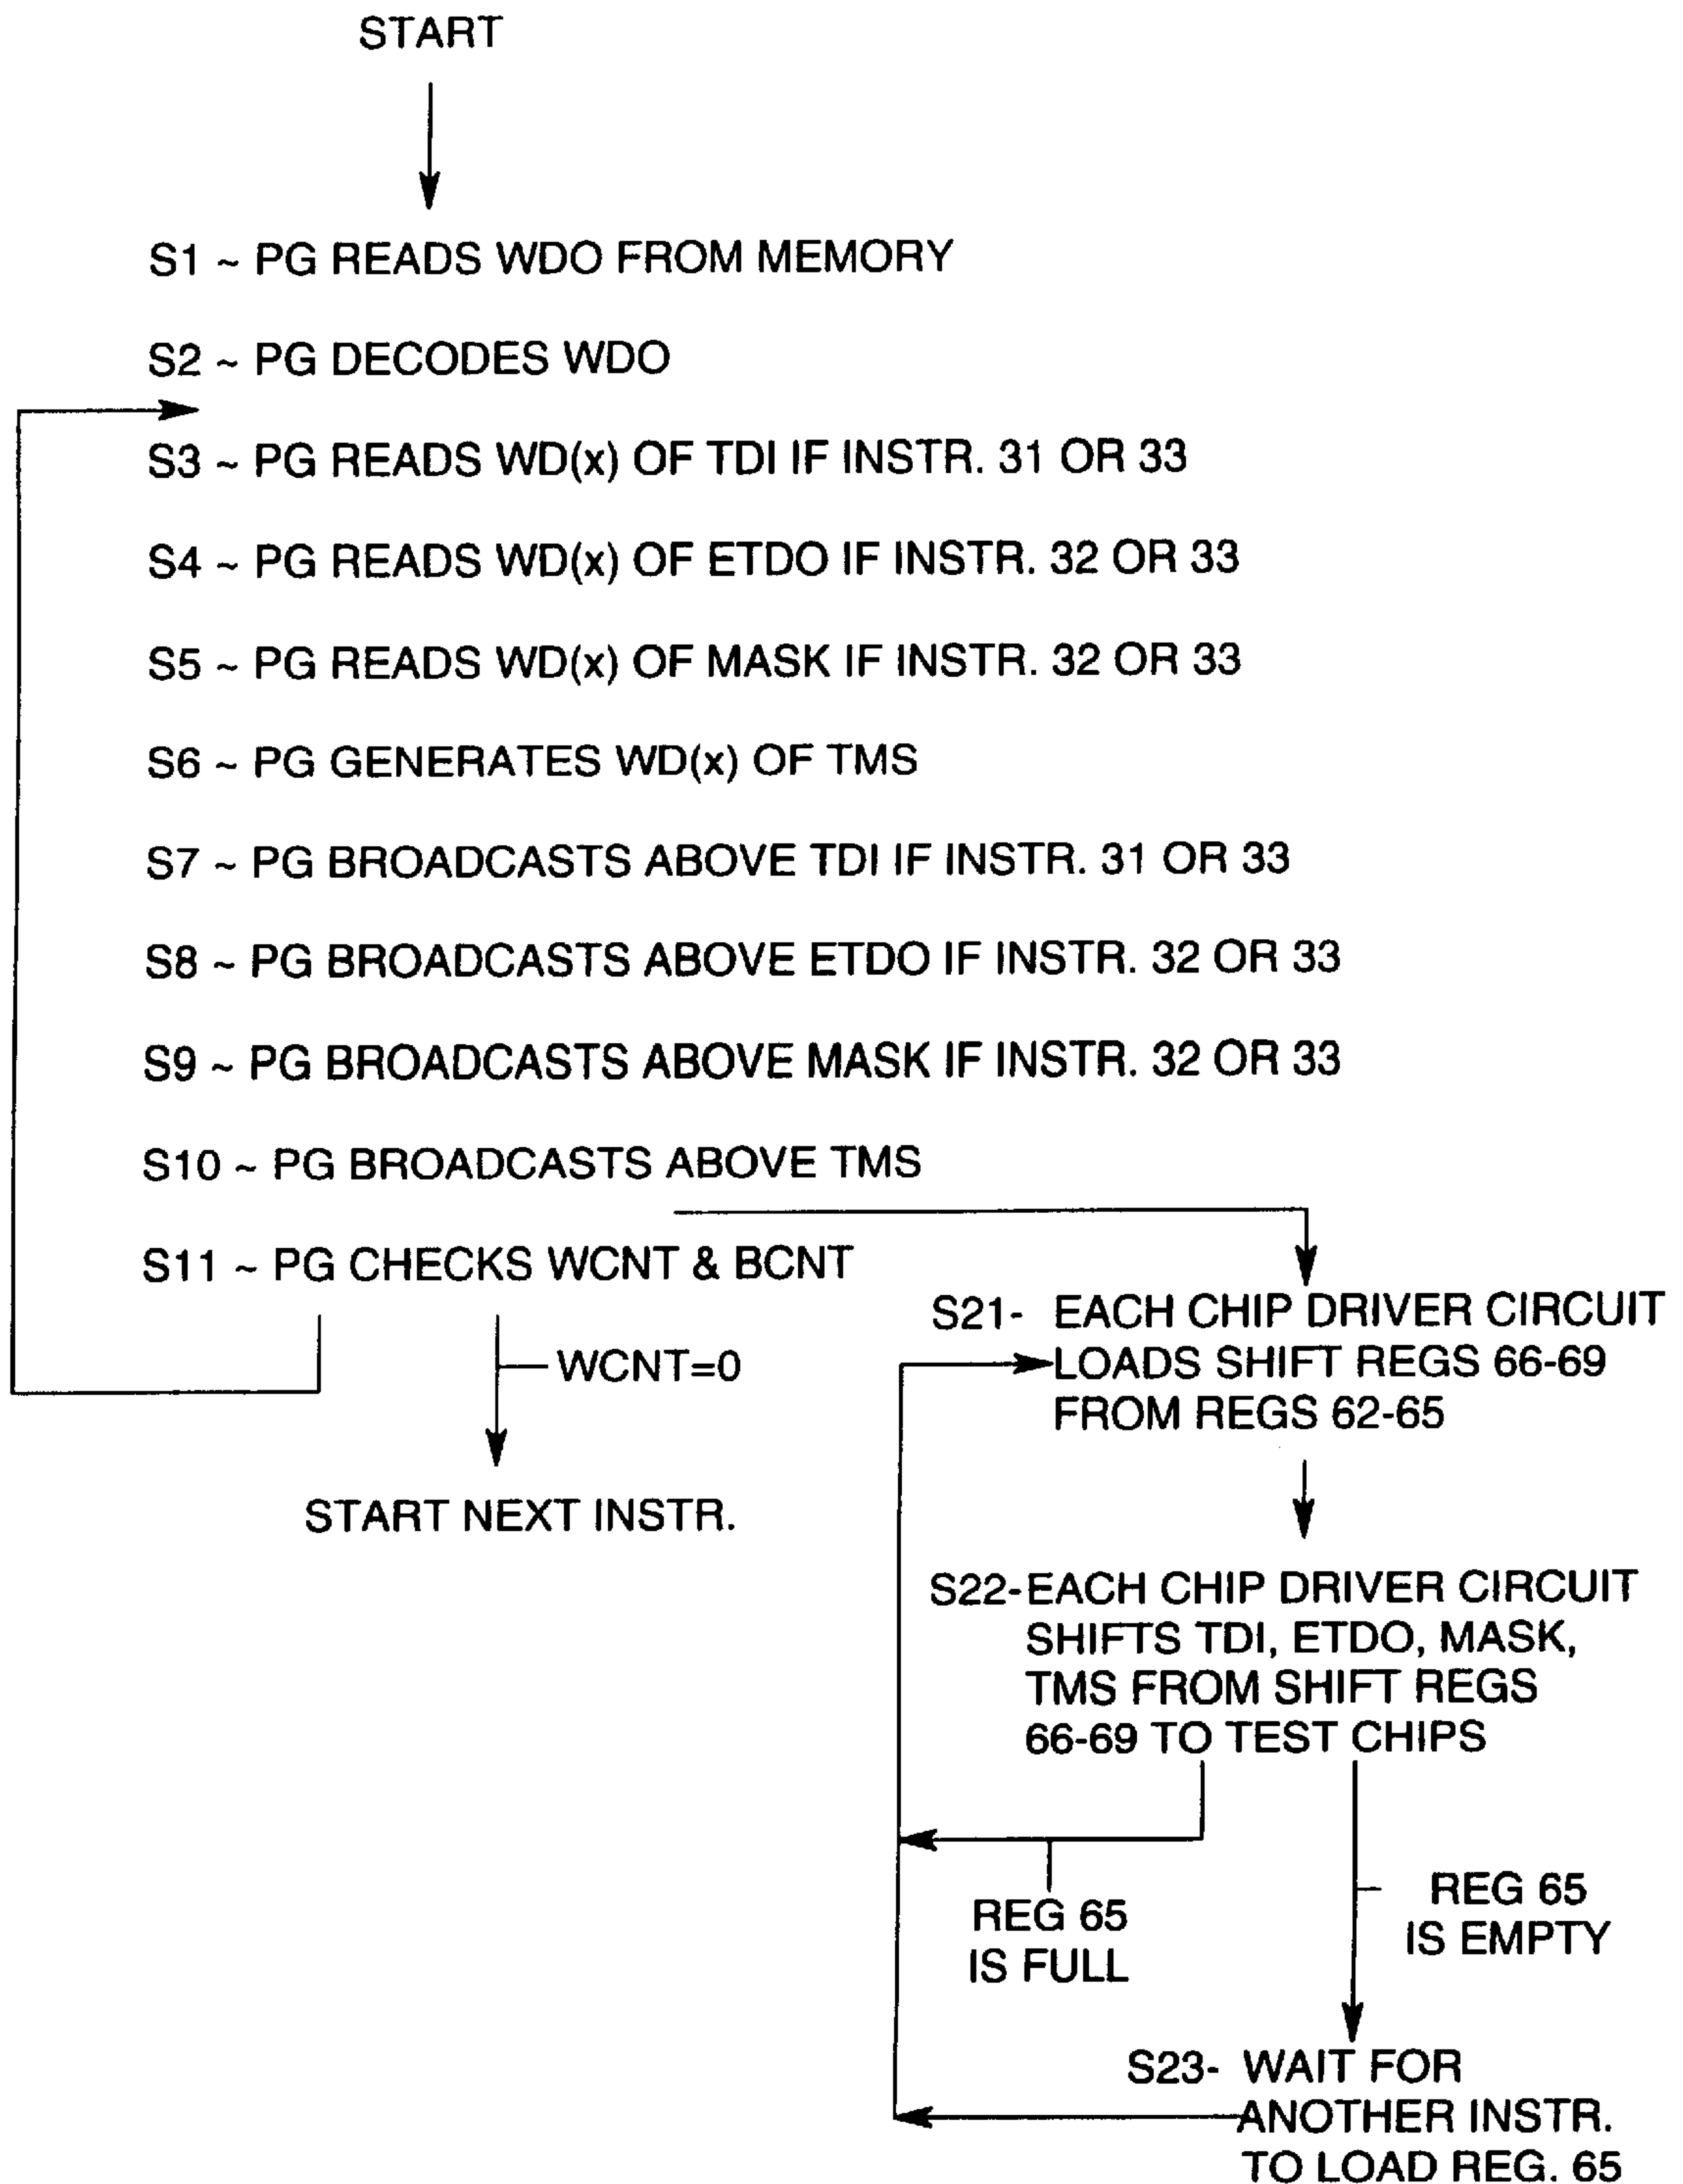 START
S1 ~ PG READS WDO FROM MEMORY
S2 ~ PG DECODES WDO
S3 ~ PG READS WD(x) OF TDI IF INSTR. 31 OR 33
S4 ~ PG READS WD(x) OF ETDO IF INSTR. 32 OR 33
S5 ~ PG READS WD(x) OF MASK IF INSTR. 32 OR 33
S6 ~ PG GENERATES WD(x) OF TMS
S7 ~ PG BROADCASTS ABOVE TDI IF INSTR. 31 OR 33
S8 ~ PG BROADCASTS ABOVE ETDO IF INSTR. 32 OR 33
S9 ~ PG BROADCASTS ABOVE MASK IF INSTR. 32 OR 33
S10 ~ PG BROADCASTS ABOVE TMS
S11 ~ PG CHECKS WCNT & BCNT
WCNT=0
START NEXT INSTR.
S21- EACH CHIP DRIVER CIRCUIT
LOADS SHIFT REGS 66-69
FROM REGS 62-65
S22-EACH CHIP DRIVER CIRCUIT
SHIFTS TDI, ETDO, MASK,
TMS FROM SHIFT REGS
66-69 TO TEST CHIPS
REG 65
IS FULL
REG 65
IS EMPTY
S23- WAIT FOR
ANOTHER INSTR.
TO LOAD REG. 65